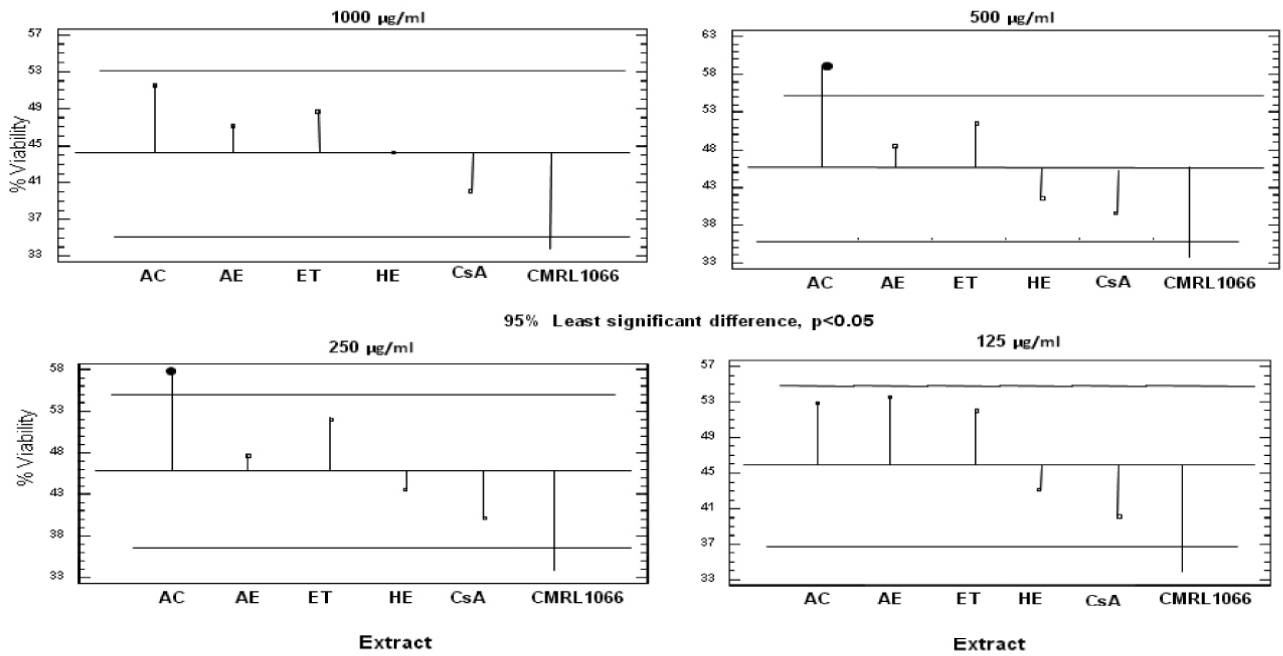 1000 µg/ml
57
53
49
45
41
37
33
% Viability
AC AE ET HE CsA CMRL1066
500 µg/ml
63
58
53
48
43
38
33
AC AE ET HE CsA CMRL1066
95% Least significant difference, p<0.05
250 µg/ml
58
53
48
43
38
33
% Viability
AC AE ET HE CsA CMRL1066
Extract
125 µg/ml
57
53
49
45
41
37
33
AC AE ET HE CsA CMRL1066
Extract